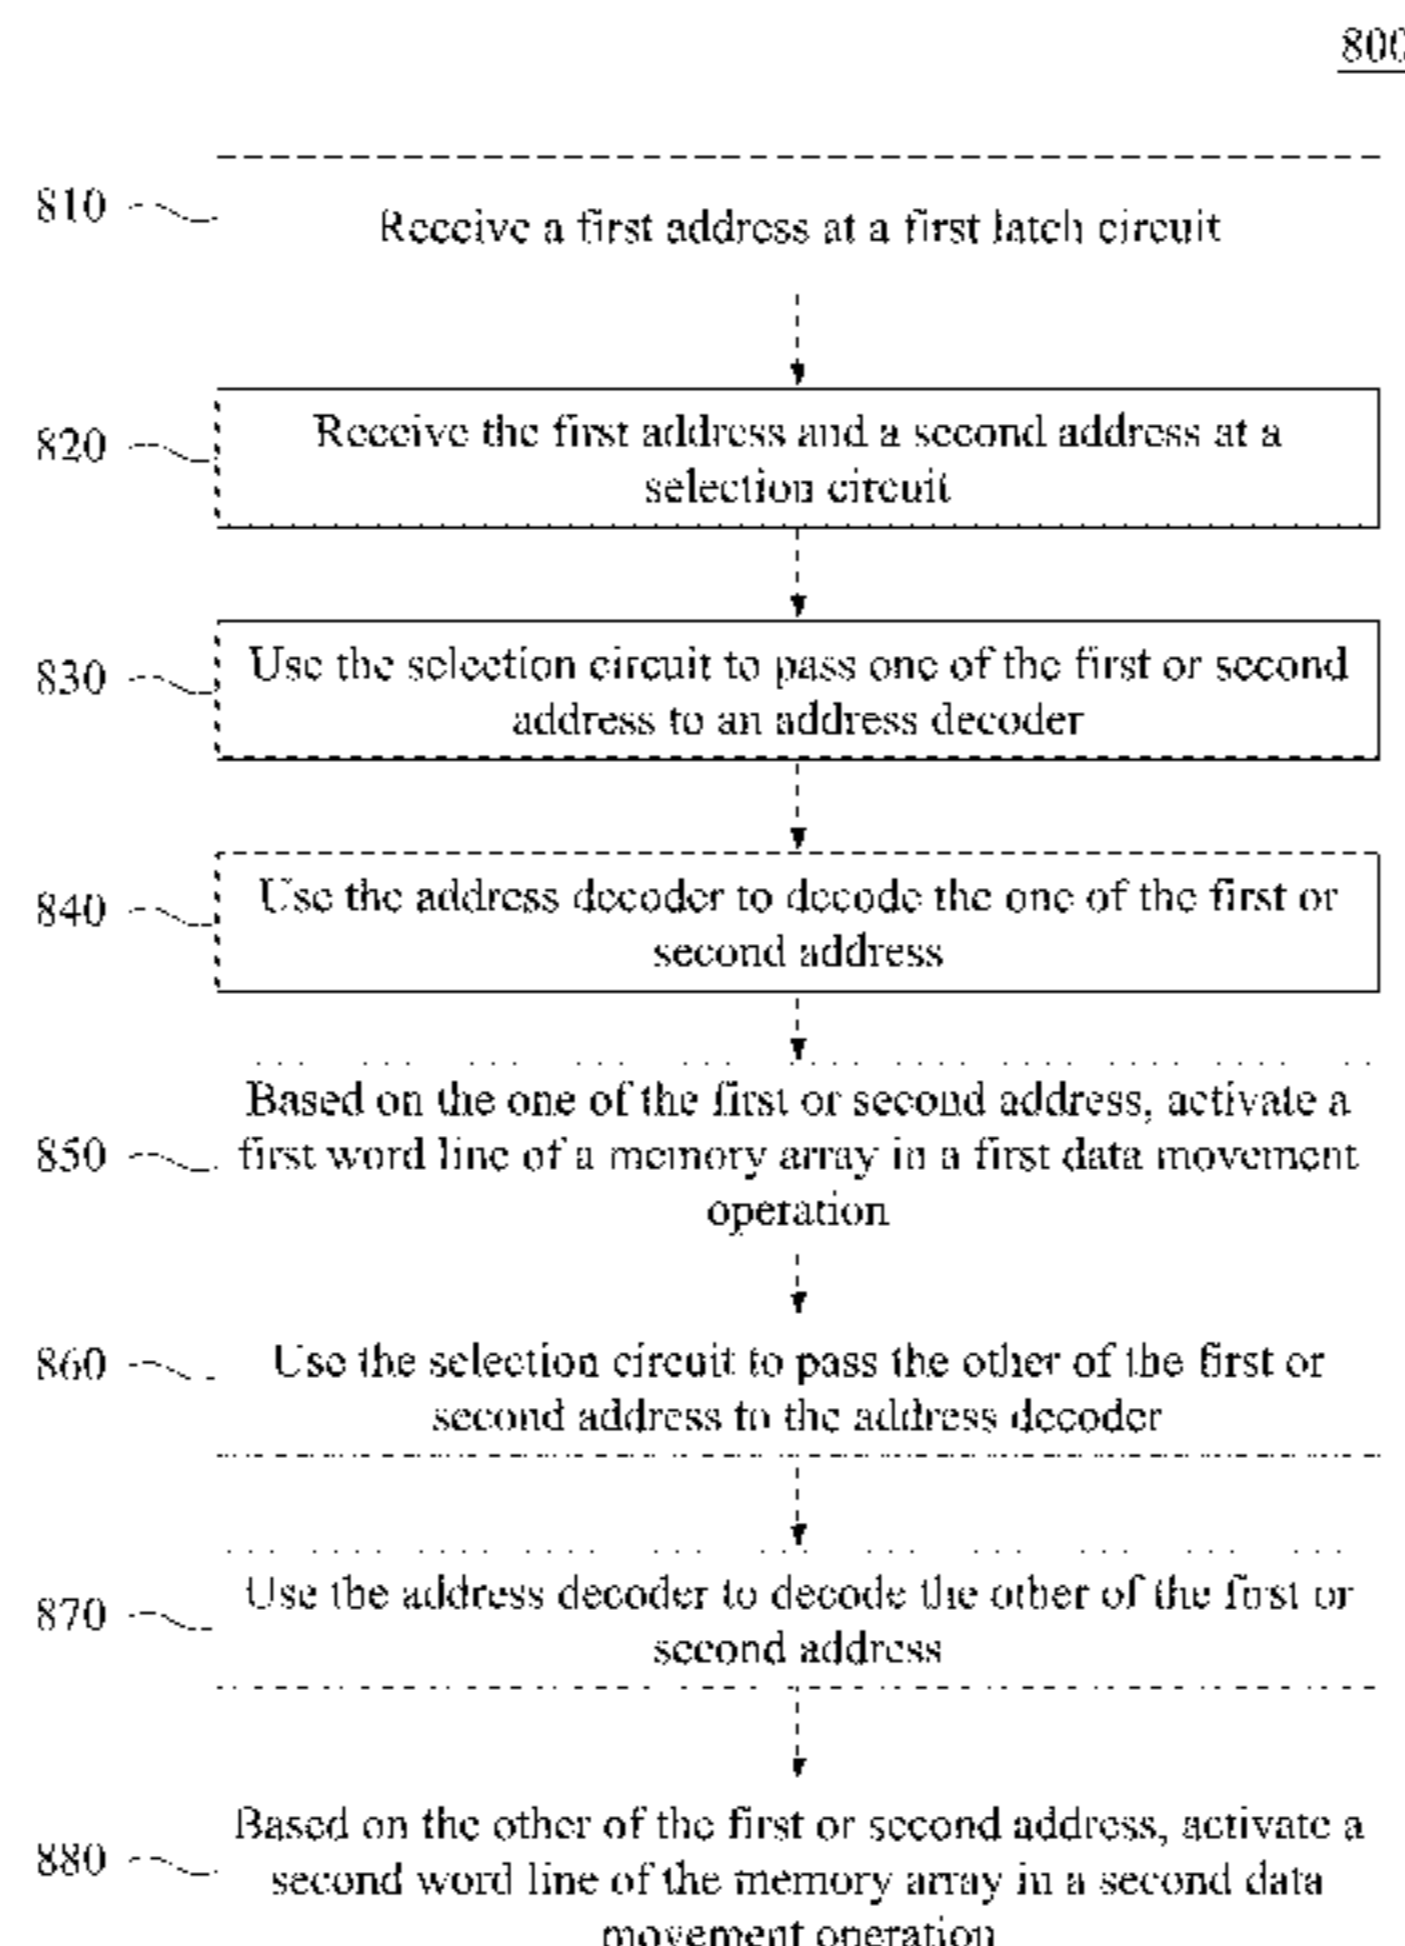 800
810
Receive a first address at a first latch circuit
820
Receive the first address and a second address at a
selection circuit
830
Use the selection circuit to pass one of the first or second
address to an address decoder
840
Use the address decoder to decode the one of the first or
second address
850
Based on the one of the first or second address, activate a
first word line of a memory array in a first data movement
operation
860
Use the selection circuit to pass the other of the first or
second address to the address decoder
870
Use the address decoder to decode the other of the first or
second address
880
Based on the other of the first or second address, activate a
second word line of the memory array in a second data
movement operation